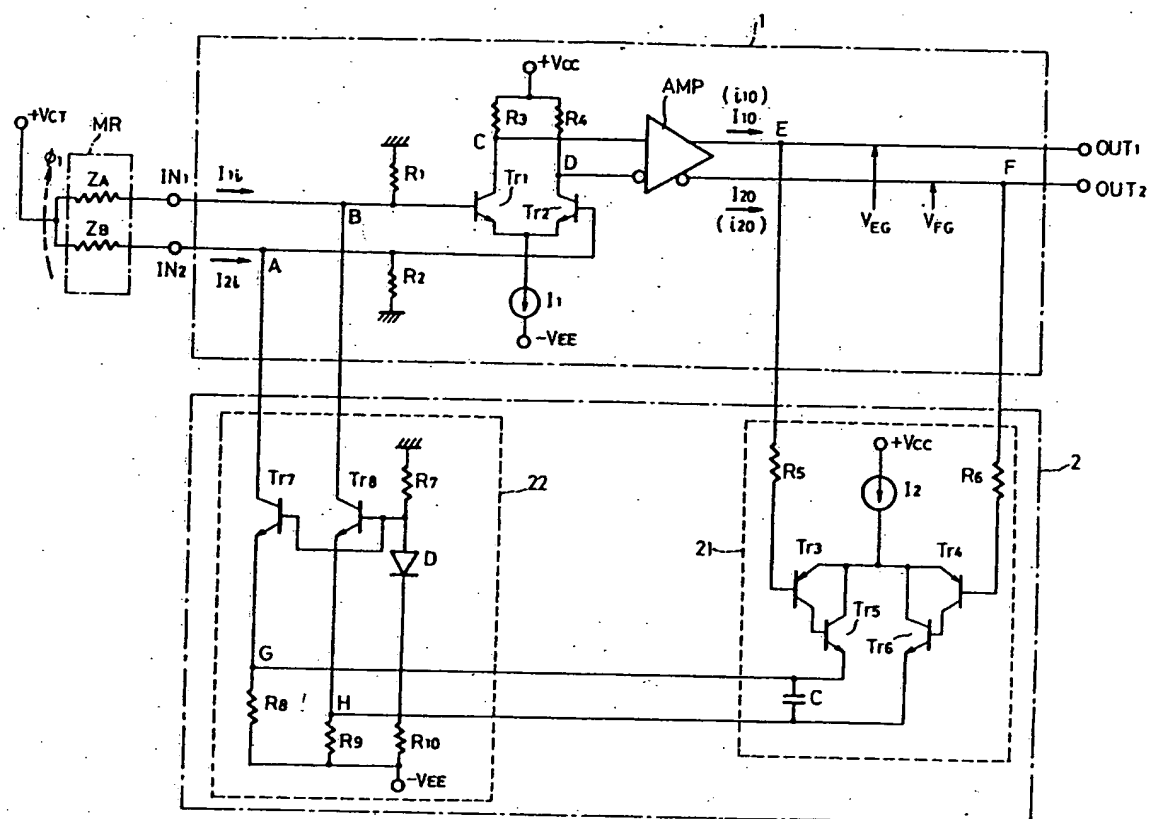 1
+VCC
AMP
(i10)
I10
E
+VCT
MR
R3
R4
C
F
OUT1
ϕ1
ZA
IN1
I1i
R1
D
Tr1
Tr2
I20
(i20)
OUT2
B
VEG
VFG
ZB
IN2
I2i
A
R2
I1
-VEE
+VCC
R5
R6
2
Tr7
Tr8
R7
22
I2
21
D
Tr3
Tr4
Tr5
Tr6
G
C
R8
H
R9
R10
-VEE